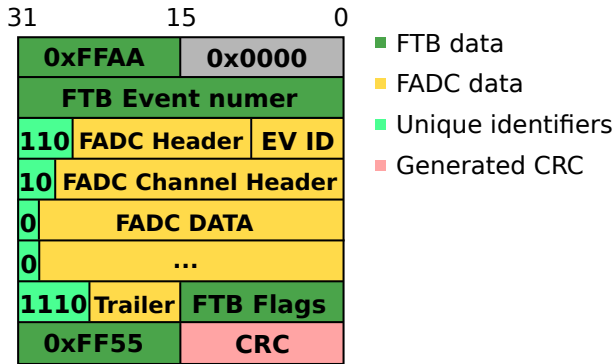 31 15 0
0xFFAA 0x0000
FTB Event numer
110 FADC Header EV ID
10 FADC Channel Header
0 FADC DATA
0 ...
1110 Trailer FTB Flags
0xFF55 CRC
FTB data
FADC data
Unique identifiers
Generated CRC